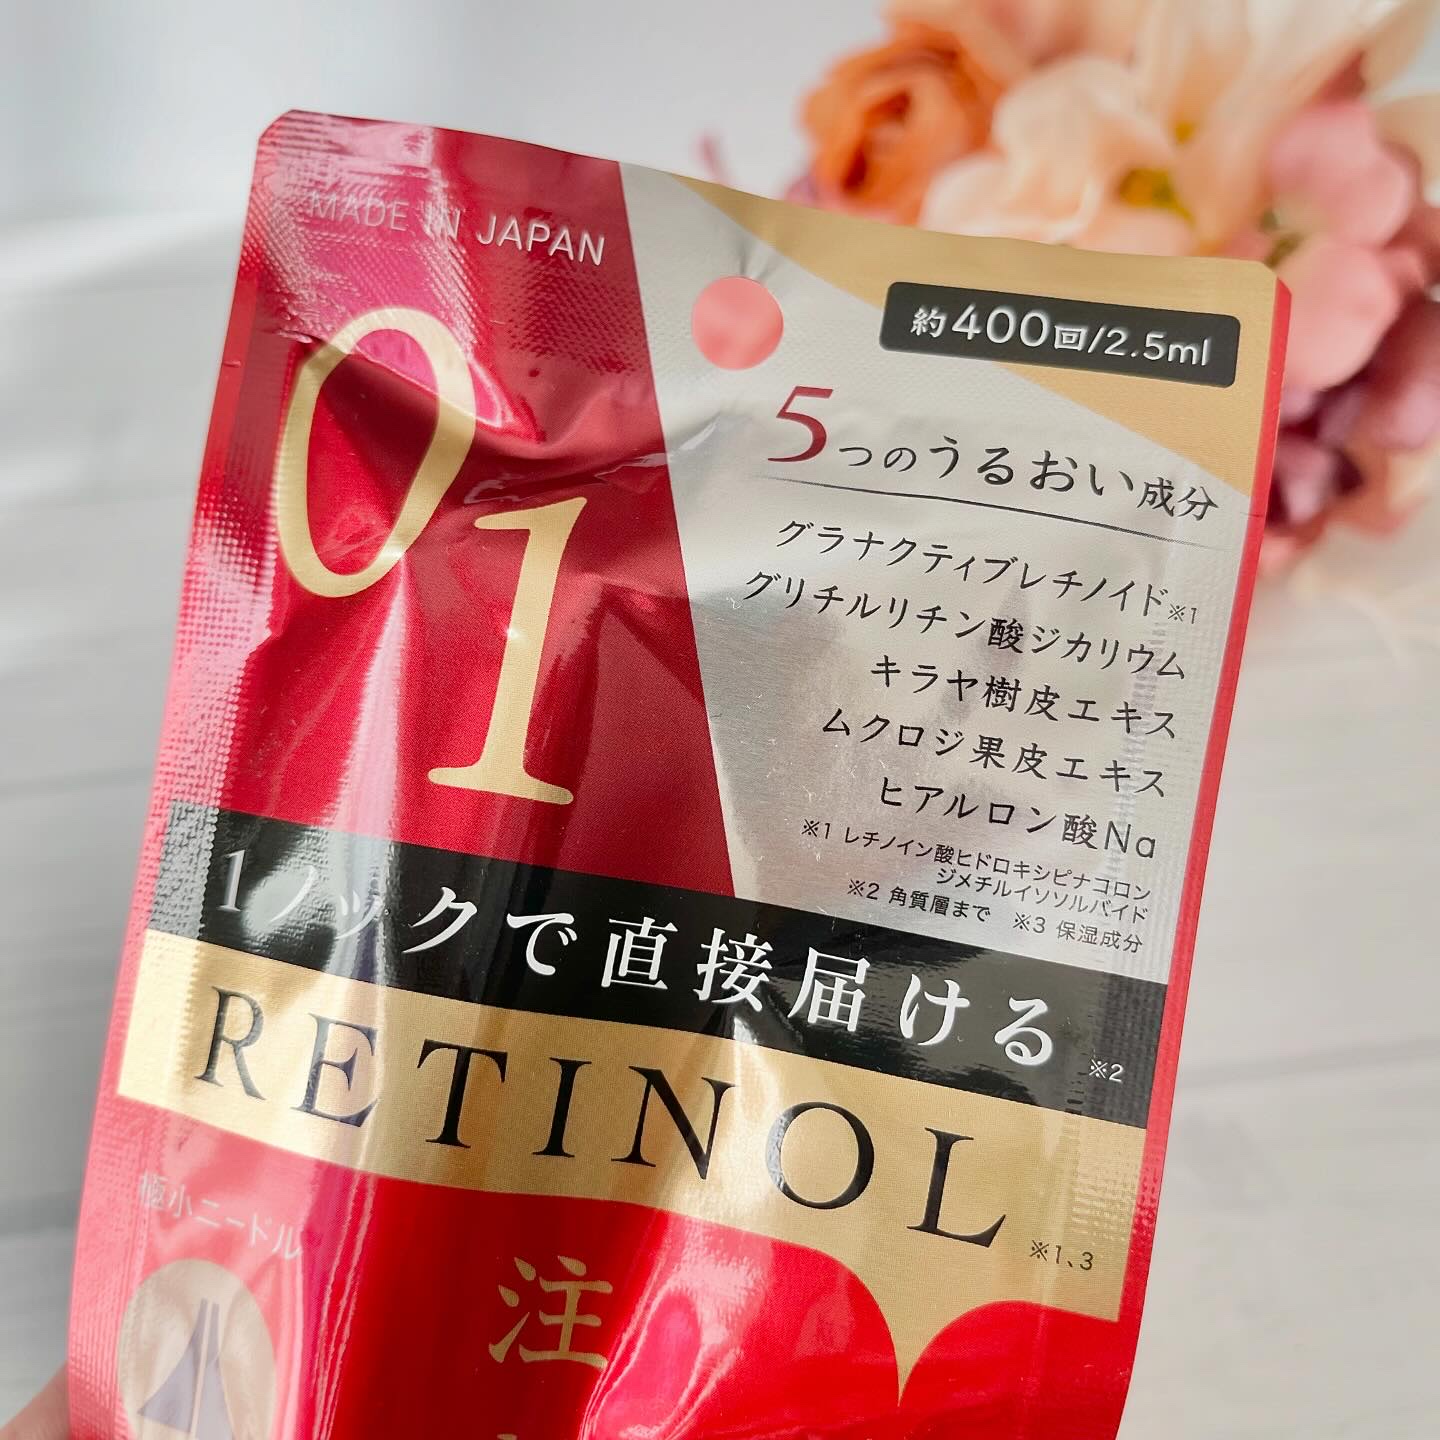 MADE IN JAPAN
約400回/2.5ml
01
5つのうるおい成分
グラナクティブレチノイド※1
グリチルリチン酸ジカリウム
キラヤ樹皮エキス
ムクロジ果皮エキス
ヒアルロン酸Na
※1 レチノイン酸ヒドロキシピナコロン
ジメチルイソソルバイド
※2 角質層まで ※3 保湿成分
1ノックで直接届ける※2
RETINOL※1、3
極小ニードル
注